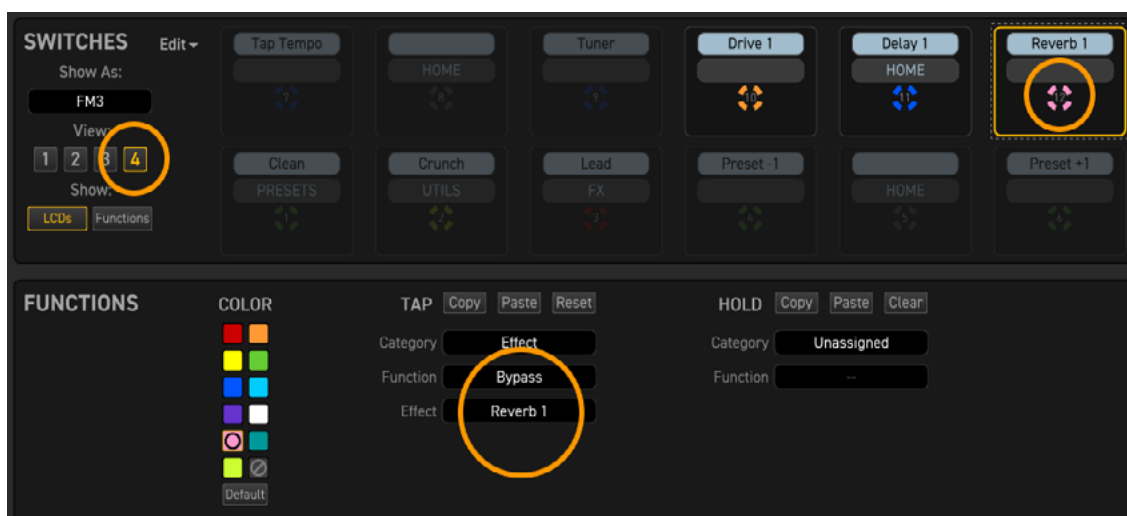 SWITCHES Edit
Show As:
FM3
View:
1 2 3 4
Show:
LCDs Functions
Tap Tempo Tuner Drive 1 Delay 1 Reverb 1
HOME HOME
7 8 9 10 11 12
Clean Crunch Lead Preset -1 Preset +1
PRESETS UTILS FX HOME
1 2 3 4 5 6
FUNCTIONS COLOR TAP Copy Paste Reset HOLD Copy Paste Clear
Category Effect Category Unassigned
Function Bypass Function --
Effect Reverb 1
Default